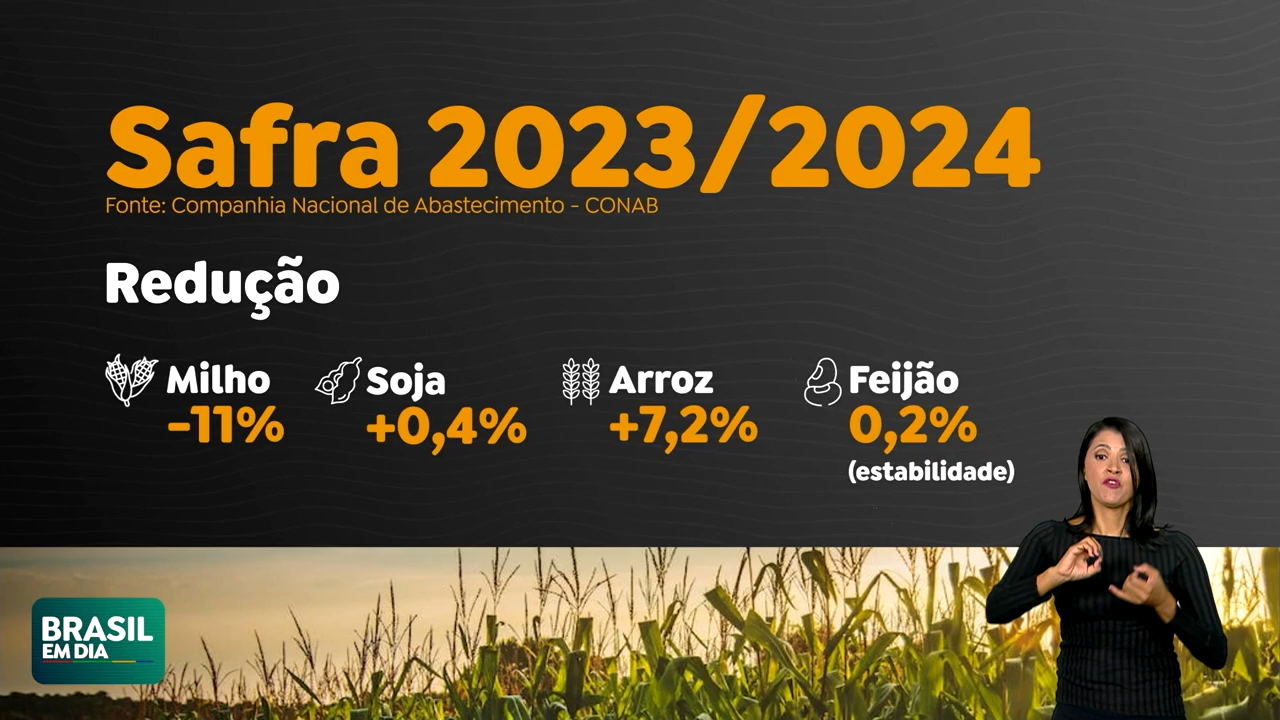 Safra 2023/2024
Fonte: Companhia Nacional de Abastecimento - CONAB
Redução
Milho
-11%
Soja
+0,4%
Arroz
+7,2%
Feijão
0,2%
(estabilidade)
BRASIL
EM DIA